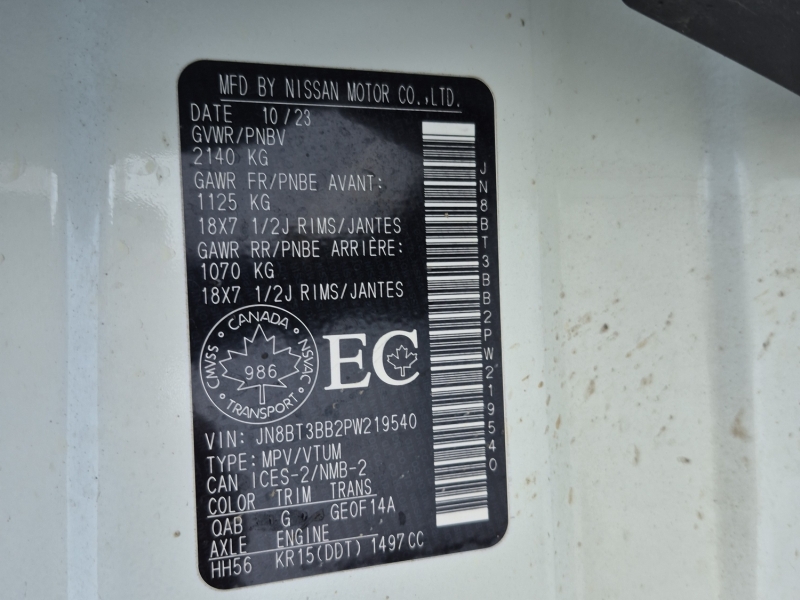 MFD BY NISSAN MOTOR CO.,LTD.
DATE 10/23
GVWR/PNBV
2140 KG
GAWR FR/PNBE AVANT:
1125 KG
18X7 1/2J RIMS/JANTES
GAWR RR/PNBE ARRIÈRE:
1070 KG
18X7 1/2J RIMS/JANTES
CANADA
CMVSS NSVAC
986
TRANSPORT
EC
VIN: JN8BT3BB2PW219540
TYPE: MPV/VTUM
CAN ICES-2/NMB-2
COLOR TRIM TRANS
QAB G GE0F14A
AXLE ENGINE
HH56 KR15(DDT) 1497CC
JN8BT3BB2PW219540